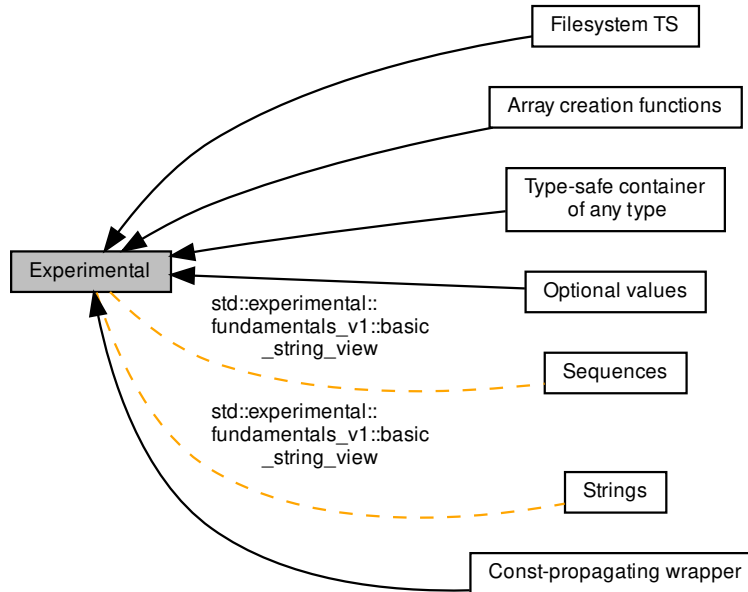 Filesystem TS
Array creation functions
Type-safe container
of any type
Experimental
Optional values
std::experimental::
fundamentals_v1::basic
_string_view
Sequences
std::experimental::
fundamentals_v1::basic
_string_view
Strings
Const-propagating wrapper